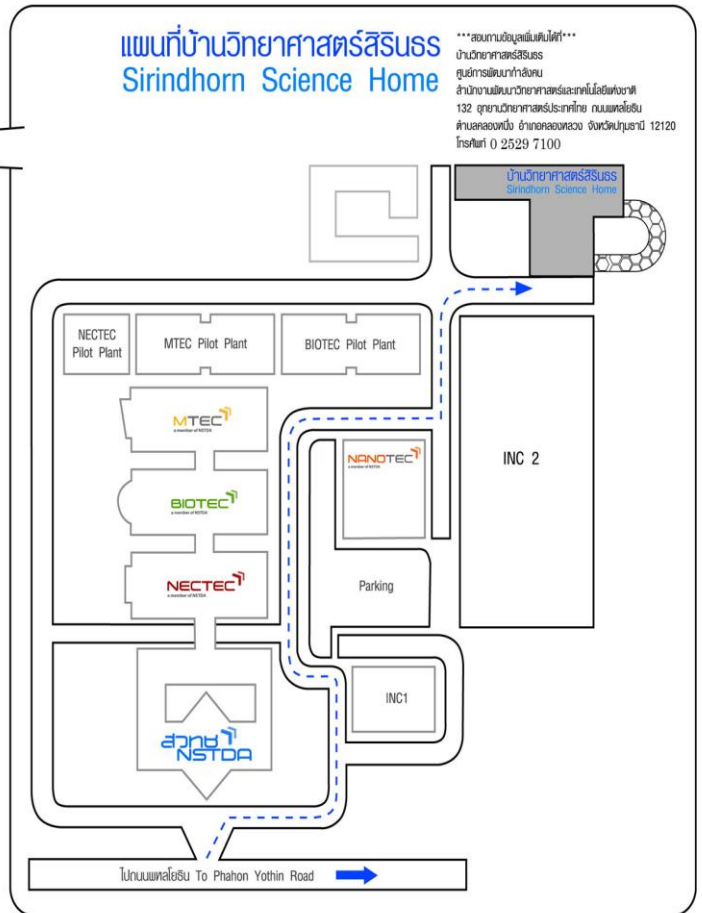 แผนที่บ้านวิทยาศาสตร์สิรินธร
Sirindhorn Science Home
***สอบถามข้อมูลเพิ่มเติมได้ที่***
บ้านวิทยาศาสตร์สิรินธร
ศูนย์การพัฒนากำลังคน
สำนักงานพัฒนาวิทยาศาสตร์และเทคโนโลยีแห่งชาติ
132 อุทยานวิทยาศาสตร์ประเทศไทย ถนนพหลโยธิน
ตำบลคลองหนึ่ง อำเภอคลองหลวง จังหวัดปทุมธานี 12120
โทรศัพท์ 0 2529 7100
บ้านวิทยาศาสตร์สิรินธร
Sirindhorn Science Home
NECTEC
Pilot Plant
MTEC Pilot Plant
BIOTEC Pilot Plant
MTEC
a member of NSTDA
NANOTEC
a member of NSTDA
INC 2
BIOTEC
a member of NSTDA
NECTEC
a member of NSTDA
Parking
INC1
สวทช
NSTDA
ไปถนนพหลโยธิน To Phahon Yothin Road